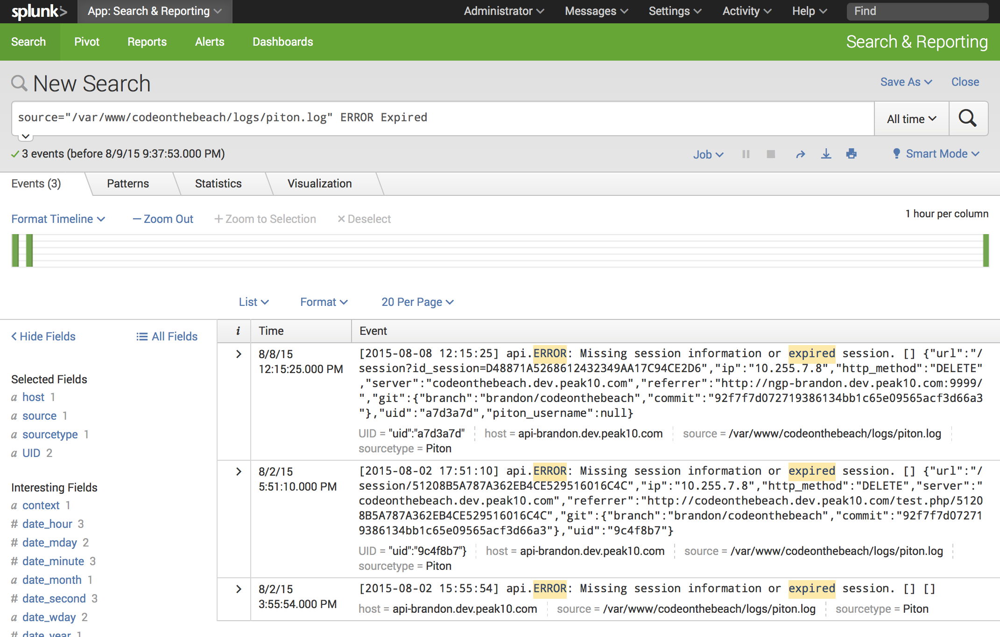 splunk> App: Search & Reporting Administrator Messages Settings Activity Help Find
Search Pivot Reports Alerts Dashboards Search & Reporting
New Search Save As Close
source="/var/www/codeonthebeach/logs/piton.log" ERROR Expired All time
3 events (before 8/9/15 9:37:53.000 PM) Job Smart Mode
Events (3) Patterns Statistics Visualization
Format Timeline — Zoom Out + Zoom to Selection × Deselect 1 hour per column
List Format 20 Per Page
< Hide Fields All Fields
Selected Fields
a host 1
a source 1
a sourcetype 1
a UID 2
Interesting Fields
a context 1
# date_hour 3
# date_mday 2
# date_minute 3
a date_month 1
# date_second 3
a date_wday 2
# date_year 1
i Time Event
> 8/8/15
12:15:25.000 PM
[2015-08-08 12:15:25] api.ERROR: Missing session information or expired session. [] {"url":"/
session?id_session=D48871A5268612432349AA17C94CE2D6","ip":"10.255.7.8","http_method":"DELETE"
,"server":"codeonthebeach.dev.peak10.com","referrer":"http://ngp-brandon.dev.peak10.com:9999/
","git":{"branch":"brandon/codeonthebeach","commit":"92f7f7d072719386134bb1c65e09565acf3d66a3
"},"uid":"a7d3a7d","piton_username":null}
UID = "uid":"a7d3a7d" host = api-brandon.dev.peak10.com source = /var/www/codeonthebeach/logs/piton.log
sourcetype = Piton
> 8/2/15
5:51:10.000 PM
[2015-08-02 17:51:10] api.ERROR: Missing session information or expired session. [] {"url":"/
session/51208B5A787A362EB4CE529516016C4C","ip":"10.255.7.8","http_method":"DELETE","server":"
codeonthebeach.dev.peak10.com","referrer":"http://codeonthebeach.dev.peak10.com/test.php/5120
8B5A787A362EB4CE529516016C4C","git":{"branch":"brandon/codeonthebeach","commit":"92f7f7d07271
9386134bb1c65e09565acf3d66a3"},"uid":"9c4f8b7"}
UID = "uid":"9c4f8b7"} host = api-brandon.dev.peak10.com source = /var/www/codeonthebeach/logs/piton.log
sourcetype = Piton
> 8/2/15
3:55:54.000 PM
[2015-08-02 15:55:54] api.ERROR: Missing session information or expired session. [] []
host = api-brandon.dev.peak10.com source = /var/www/codeonthebeach/logs/piton.log sourcetype = Piton